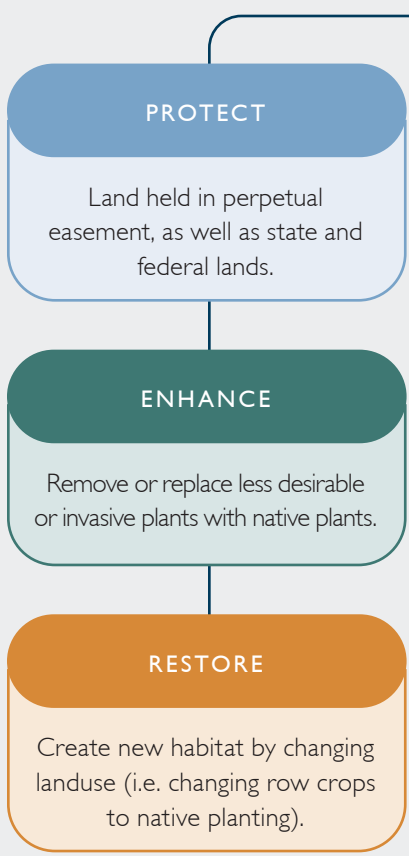 PROTECT
Land held in perpetual
easement, as well as state and
federal lands.
ENHANCE
Remove or replace less desirable
or invasive plants with native plants.
RESTORE
Create new habitat by changing
landuse (i.e. changing row crops
to native planting).